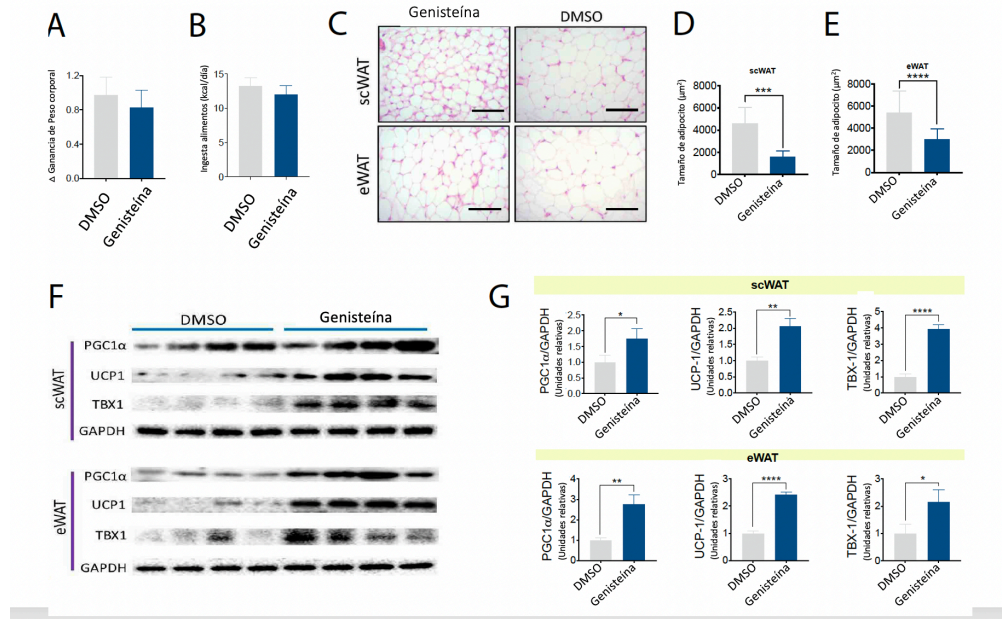 A
Δ Ganancia de Peso corporal
1.2
0.8
0.4
0.0
DMSO
Genisteína
B
Ingesta alimentos (kcal/día)
15
10
5
0
DMSO
Genisteína
C
Genisteína
DMSO
scWAT
eWAT
D
scWAT
***
Tamaño de adipocito (μm²)
8000
6000
4000
2000
0
DMSO
Genisteína
E
eWAT
****
Tamaño de adipocito (μm²)
8000
6000
4000
2000
0
DMSO
Genisteína
F
DMSO
Genisteína
scWAT
PGC1α
UCP1
TBX1
GAPDH
eWAT
PGC1α
UCP1
TBX1
GAPDH
G
scWAT
PGC1α/GAPDH
(Unidades relativas)
2.5
2.0
1.5
1.0
0.5
0.0
*
DMSO
Genisteína
UCP-1/GAPDH
(Unidades relativas)
2.5
2.0
1.5
1.0
0.5
0.0
**
DMSO
Genisteína
TBX-1/GAPDH
(Unidades relativas)
5
4
3
2
1
0
****
DMSO
Genisteína
eWAT
PGC1α/GAPDH
(Unidades relativas)
4
3
2
1
0
**
DMSO
Genisteína
UCP-1/GAPDH
(Unidades relativas)
3
2
1
0
****
DMSO
Genisteína
TBX-1/GAPDH
(Unidades relativas)
3
2
1
0
*
DMSO
Genisteína